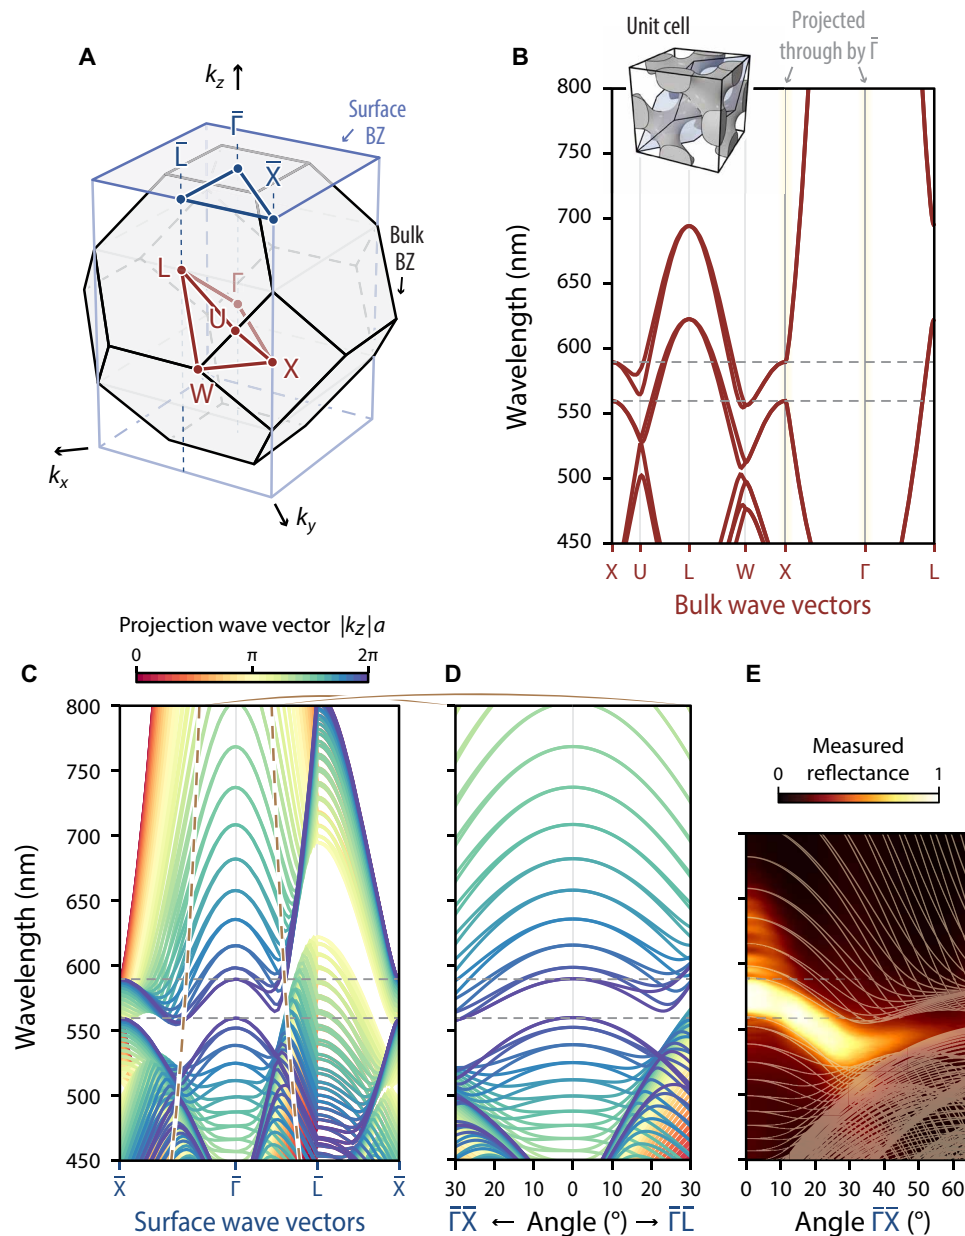 A
k_z
Surface
BZ
Γ̅
L̅
X̅
Bulk
BZ
L
Γ
U
X
W
k_x
k_y
Unit cell
Projected
through by Γ̅
B
800
750
700
650
600
550
500
450
Wavelength (nm)
X U L W X Γ L
Bulk wave vectors
Projection wave vector |k_z|a
0 π 2π
C
800
750
700
650
600
550
500
450
Wavelength (nm)
X̅ Γ̅ L̅ X̅
Surface wave vectors
D
30 20 10 0 10 20 30
Γ̅X̅ ← Angle (°) → Γ̅L̅
E
Measured
reflectance
0 1
0 10 20 30 40 50 60
Angle Γ̅X̅ (°)